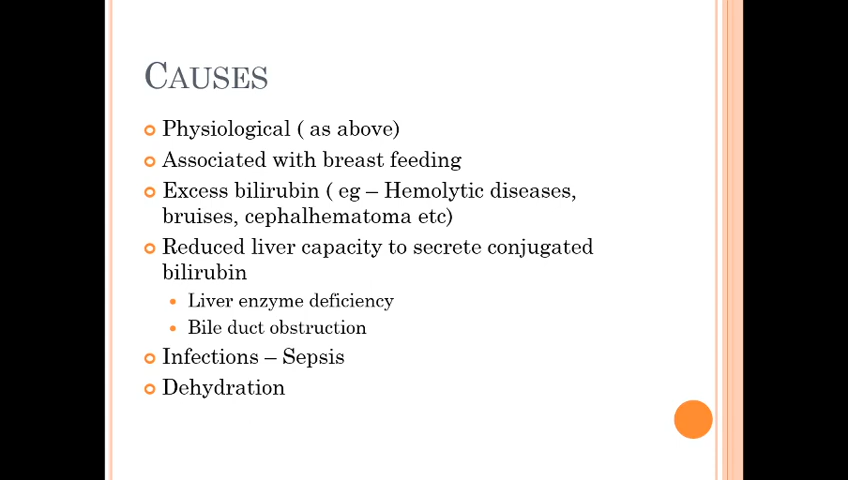 CAUSES
Physiological ( as above)
Associated with breast feeding
Excess bilirubin ( eg – Hemolytic diseases,
bruises, cephalhematoma etc)
Reduced liver capacity to secrete conjugated
bilirubin
Liver enzyme deficiency
Bile duct obstruction
Infections – Sepsis
Dehydration